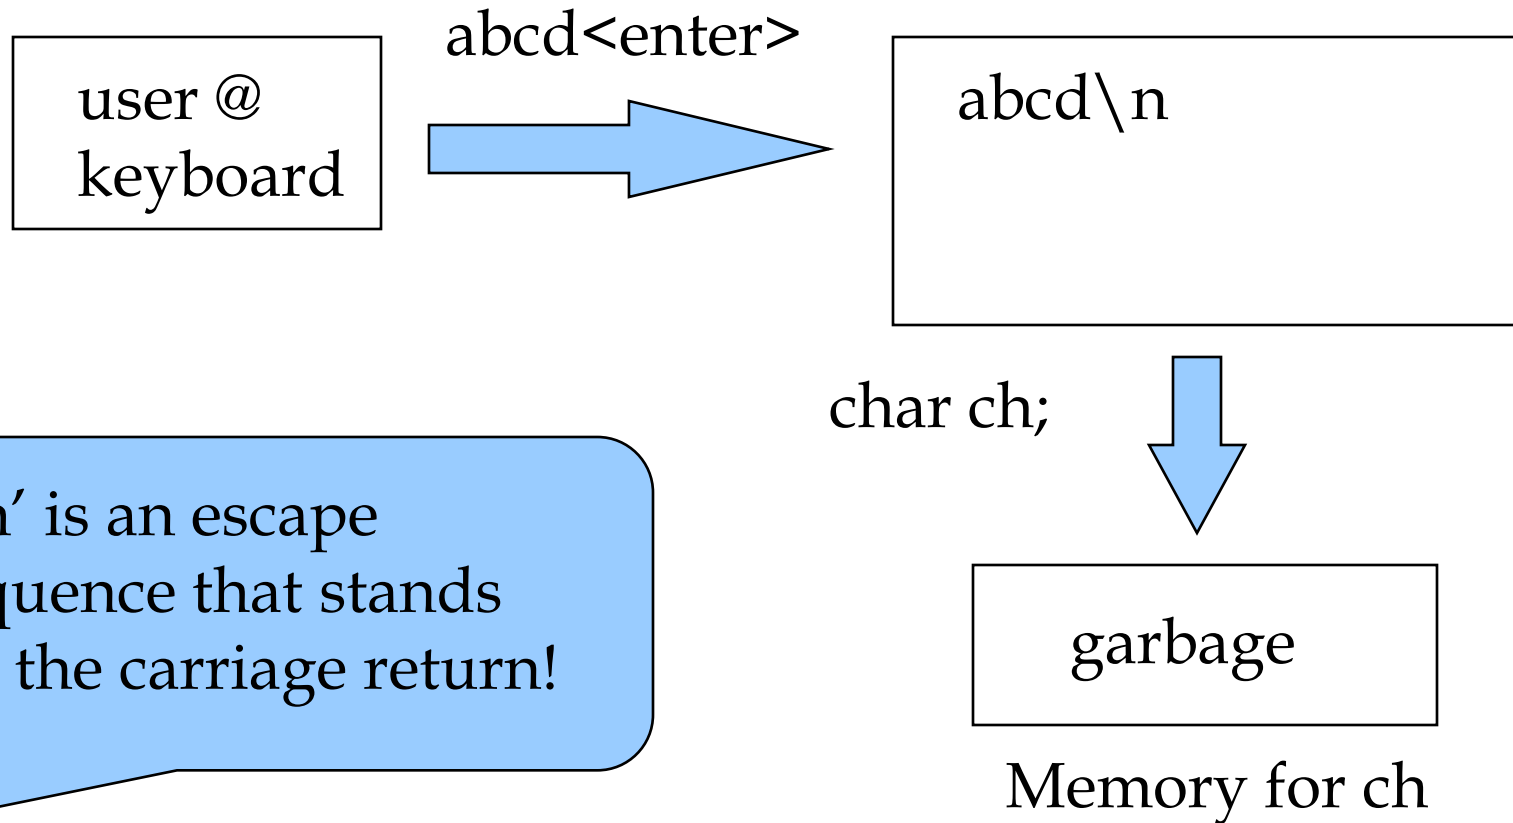 abcd<enter>
user @
keyboard
abcd\n
char ch;
n’ is an escape
quence that stands
the carriage return!
garbage
Memory for ch